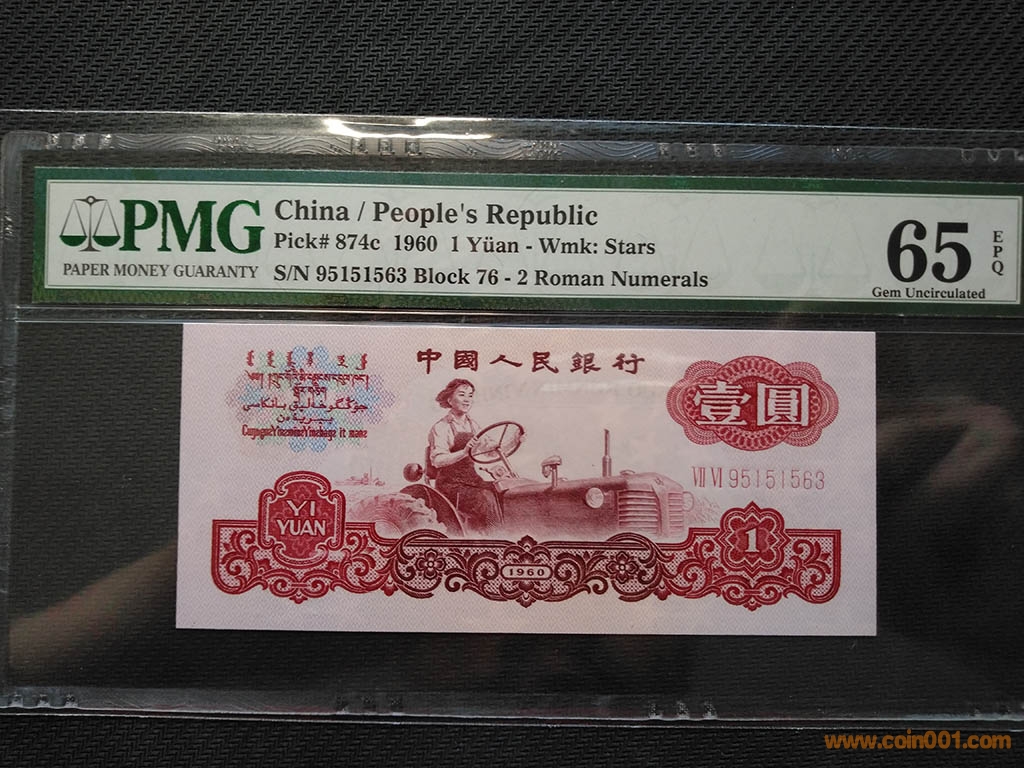 PMG
PAPER MONEY GUARANTY
China / People's Republic
Pick# 874c 1960 1 Yüan - Wmk: Stars
S/N 95151563 Block 76 - 2 Roman Numerals
65
EPQ
Gem Uncirculated
中國人民銀行
壹圓
VII VI 95151563
YI
YUAN
1960
1
www.coin001.com